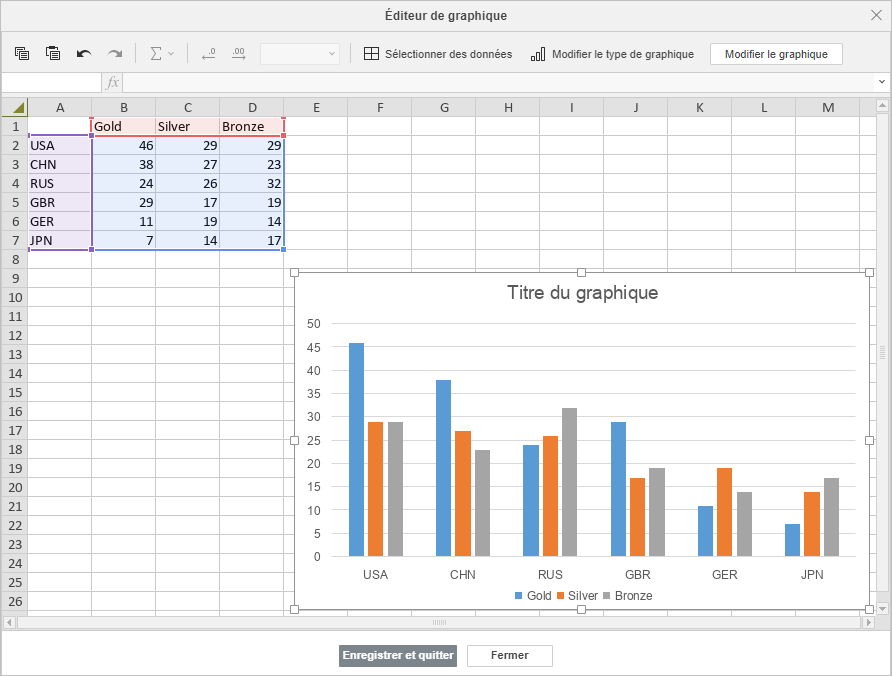 Éditeur de graphique
Sélectionner des données Modifier le type de graphique Modifier le graphique
fx
A B C D E F G H I J K L M
1 Gold Silver Bronze
2 USA 46 29 29
3 CHN 38 27 23
4 RUS 24 26 32
5 GBR 29 17 19
6 GER 11 19 14
7 JPN 7 14 17
8
9
10
11
12
13
14
15
16
17
18
19
20
21
22
23
24
25
26
Titre du graphique
50
45
40
35
30
25
20
15
10
5
0
USA CHN RUS GBR GER JPN
Gold Silver Bronze
Enregistrer et quitter Fermer